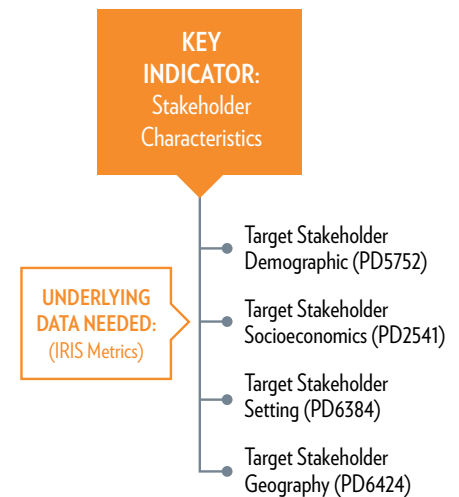 KEY
INDICATOR:
Stakeholder
Characteristics
Target Stakeholder
Demographic (PD5752)
UNDERLYING
DATA NEEDED:
(IRIS Metrics)
Target Stakeholder
Socioeconomics (PD2541)
Target Stakeholder
Setting (PD6384)
Target Stakeholder
Geography (PD6424)